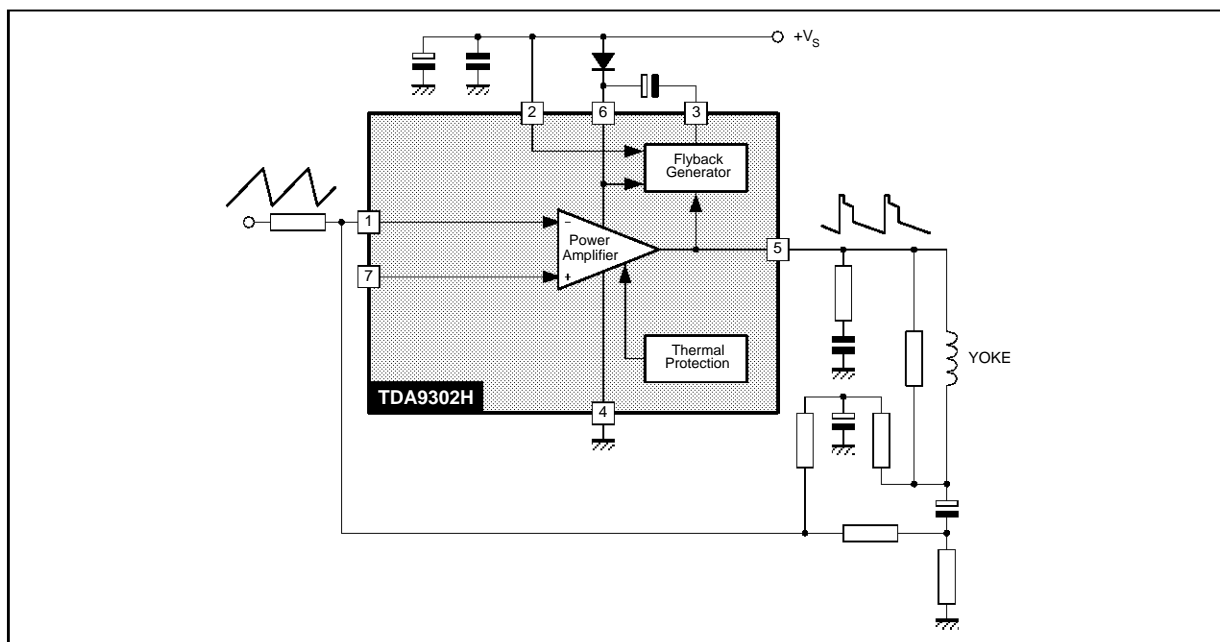 +VS
2
6
3
Flyback
Generator
1
−
Power
Amplifier
5
7
+
YOKE
Thermal
Protection
TDA9302H
4